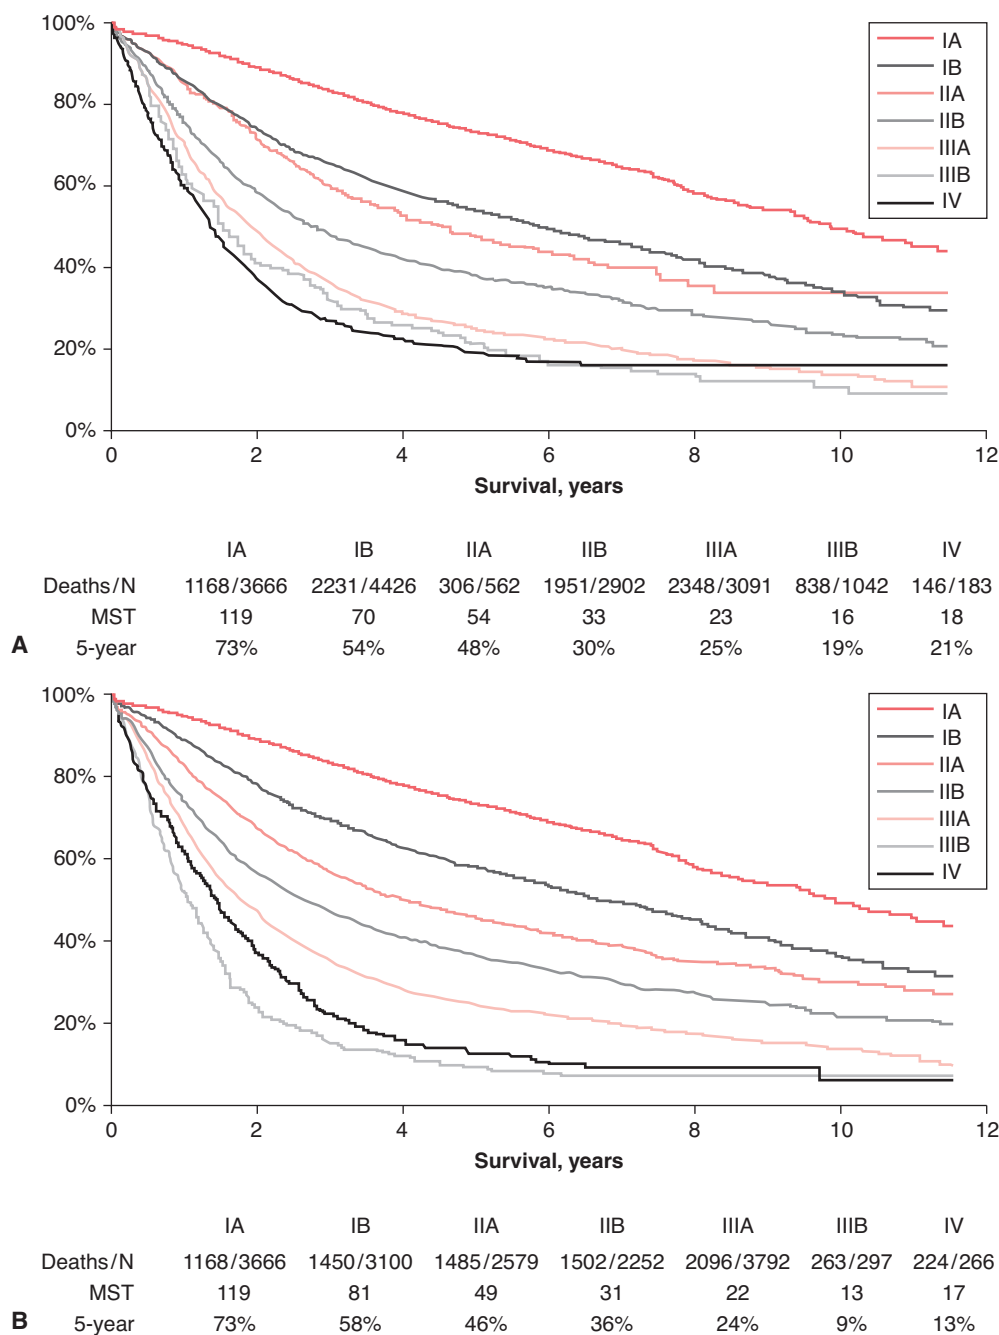 100%
80%
60%
40%
20%
0%
IA
IB
IIA
IIB
IIIA
IIIB
IV
0 2 4 6 8 10 12
Survival, years
IA IB IIA IIB IIIA IIIB IV
Deaths/N 1168/3666 2231/4426 306/562 1951/2902 2348/3091 838/1042 146/183
MST 119 70 54 33 23 16 18
A 5-year 73% 54% 48% 30% 25% 19% 21%
100%
80%
60%
40%
20%
0%
IA
IB
IIA
IIB
IIIA
IIIB
IV
0 2 4 6 8 10 12
Survival, years
IA IB IIA IIB IIIA IIIB IV
Deaths/N 1168/3666 1450/3100 1485/2579 1502/2252 2096/3792 263/297 224/266
MST 119 81 49 31 22 13 17
B 5-year 73% 58% 46% 36% 24% 9% 13%